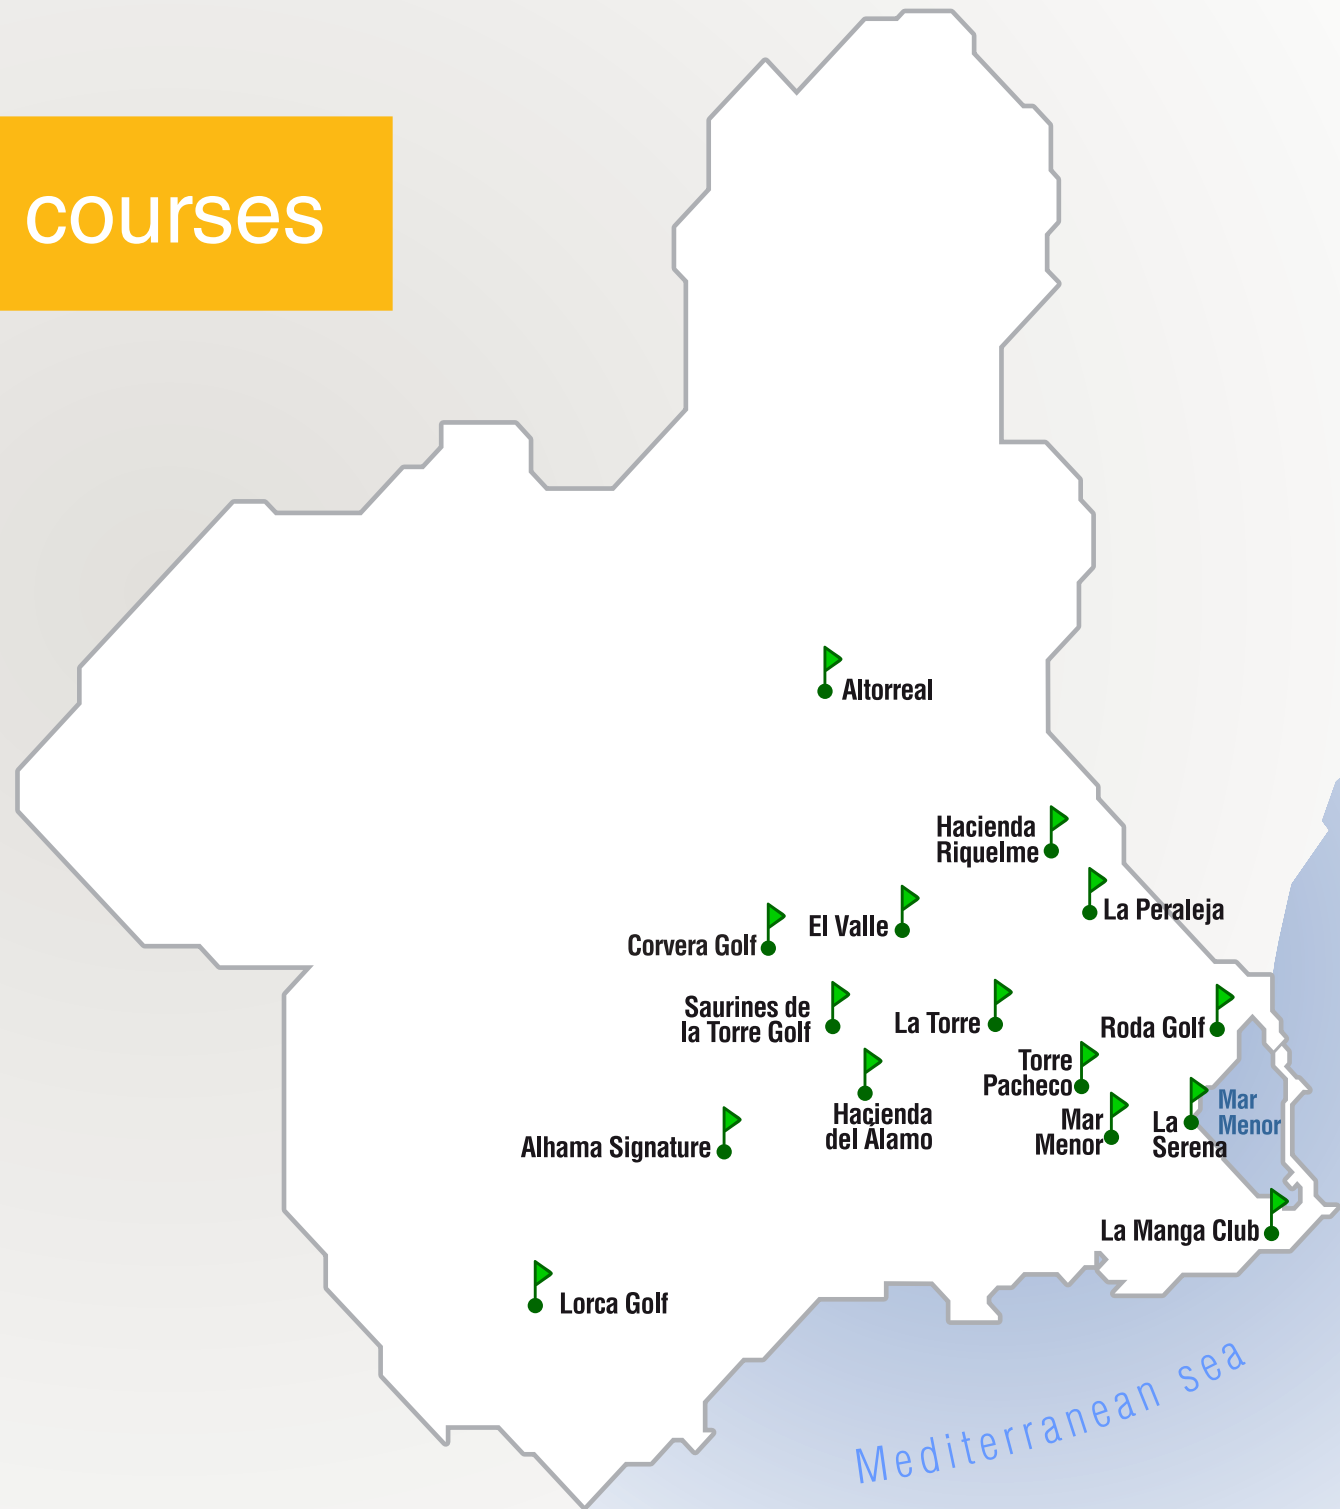 courses
Altorreal
Hacienda
Riquelme
La Peraleja
El Valle
Corvera Golf
Saurines de
la Torre Golf
La Torre
Roda Golf
Torre
Pacheco
Hacienda
del Álamo
Mar
Menor
La
Serena
Mar
Menor
Alhama Signature
La Manga Club
Lorca Golf
Mediterranean sea